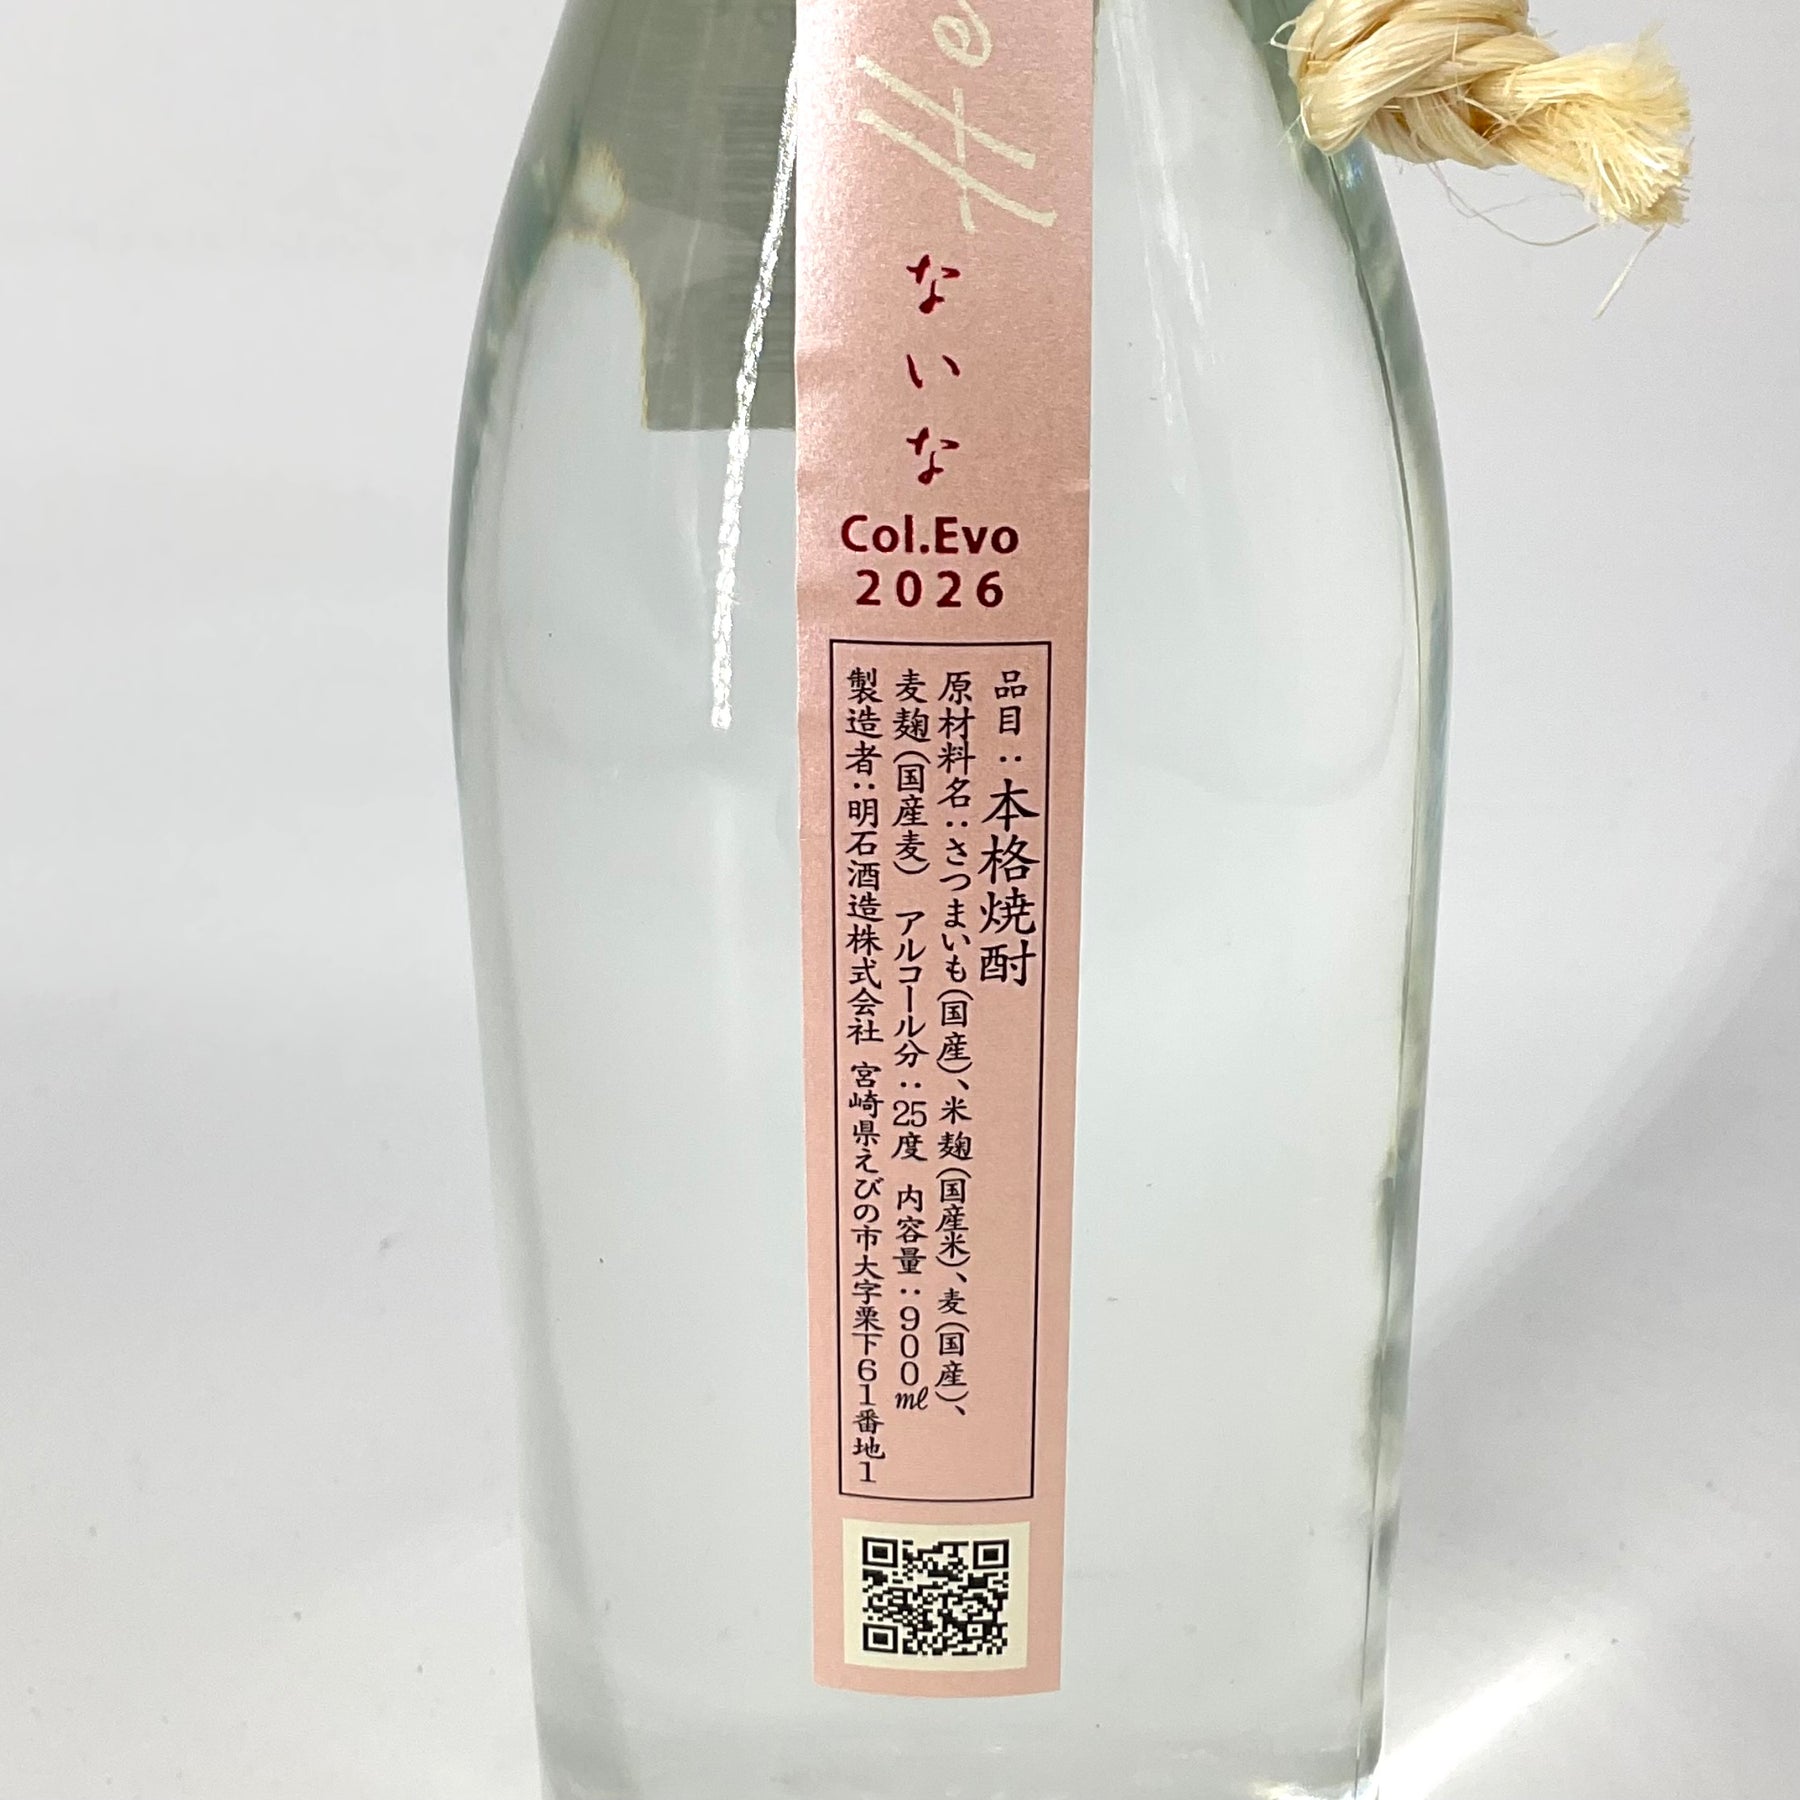 He
ないな
Col.Evo
2026
品目：本格焼酎
原材料名：さつまいも（国産）、米麹（国産米）、麦（国産）、
麦麹（国産麦）　アルコール分：25度　内容量：900㎖
製造者：明石酒造株式会社 宮崎県えびの市大字栗下61番地1